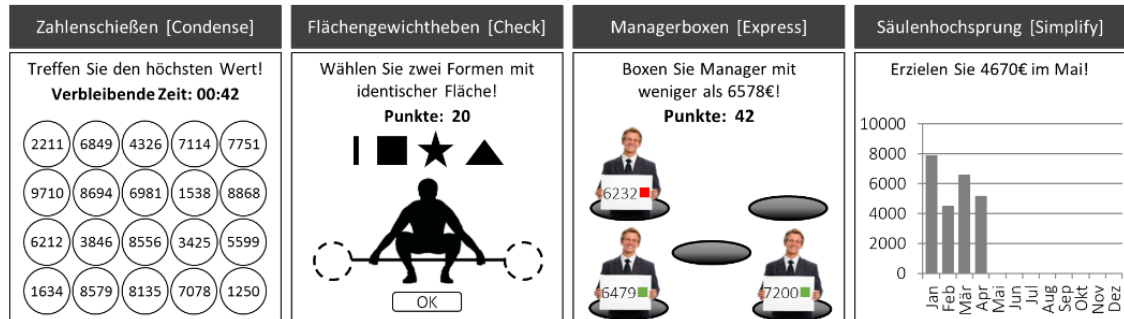 Zahlenschießen [Condense]
Treffen Sie den höchsten Wert!
Verbleibende Zeit: 00:42
2211 6849 4326 7114 7751
9710 8694 6981 1538 8868
6212 3846 8556 3425 5599
1634 8579 8135 7078 1250
Flächengewichtheben [Check]
Wählen Sie zwei Formen mit
identischer Fläche!
Punkte: 20
OK
Managerboxen [Express]
Boxen Sie Manager mit
weniger als 6578€!
Punkte: 42
6232
6479 7200
Säulenhochsprung [Simplify]
Erzielen Sie 4670€ im Mai!
10000
8000
6000
4000
2000
0
Jan Feb Mär Apr Mai Jun Jul Aug Sep Okt Nov Dez